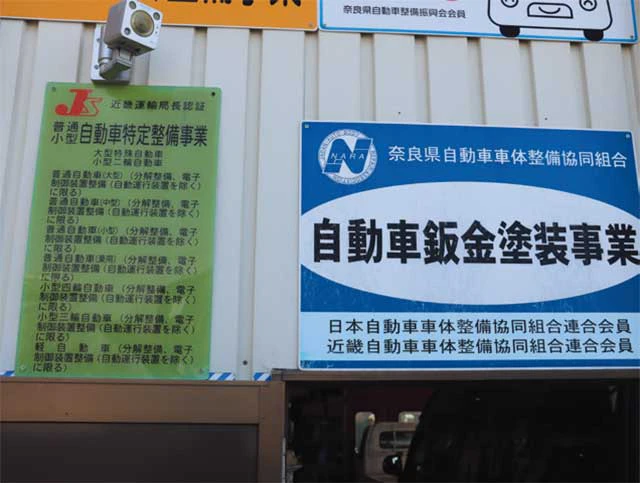 奈良県自動車整備振興会会員
JS 近畿運輸局長認証
普通
小型 自動車特定整備事業
大型特殊自動車
小型二輪自動車
普通自動車(大型)(分解整備、電子
制御装置整備(自動運行装置を除く)
に限る)
普通自動車(中型)(分解整備、電子
制御装置整備(自動運行装置を除く)
に限る)
普通自動車(小型)(分解整備、電子
制御装置整備(自動運行装置を除く)
に限る)
普通自動車(乗用)(分解整備、電子
制御装置整備(自動運行装置を除く)
に限る)
小型四輪自動車(分解整備、電子
制御装置整備(自動運行装置を除く)
に限る)
小型三輪自動車(分解整備、電子
制御装置整備(自動運行装置を除く)
に限る)
軽自動車(分解整備、電子
制御装置整備(自動運行装置を除く)
に限る)
N NARA
奈良県自動車車体整備協同組合
自動車鈑金塗装事業
日本自動車車体整備協同組合連合会員
近畿自動車車体整備協同組合連合会員